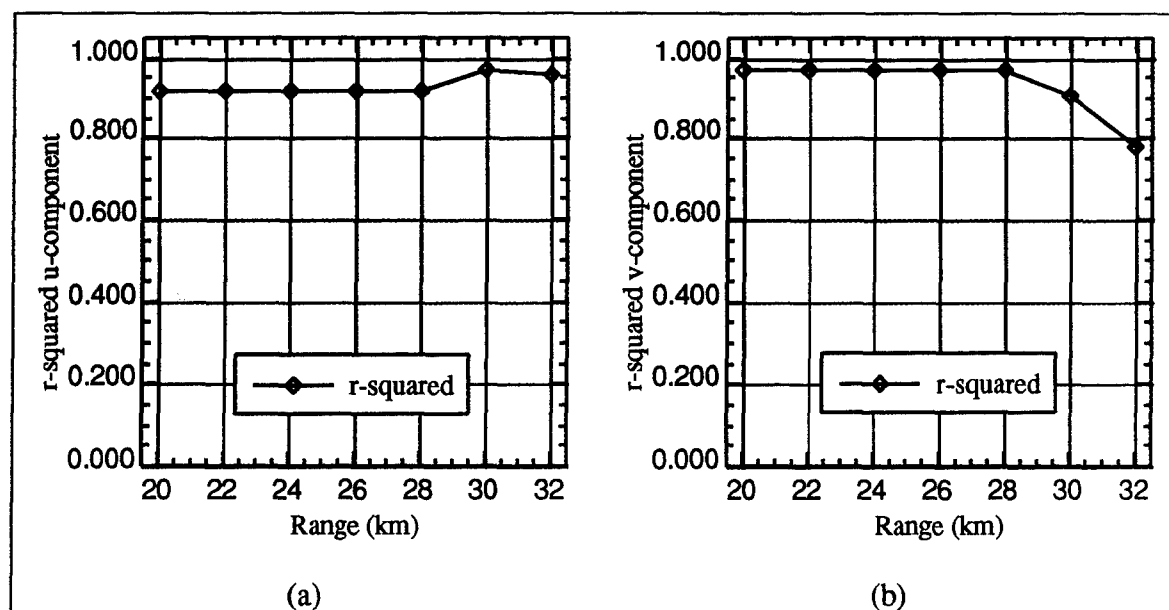 r-squared u-component
1.000
0.800
0.600
0.400
0.200
0.000
r-squared
20 22 24 26 28 30 32
Range (km)
(a)
r-squared v-component
1.000
0.800
0.600
0.400
0.200
0.000
r-squared
20 22 24 26 28 30 32
Range (km)
(b)